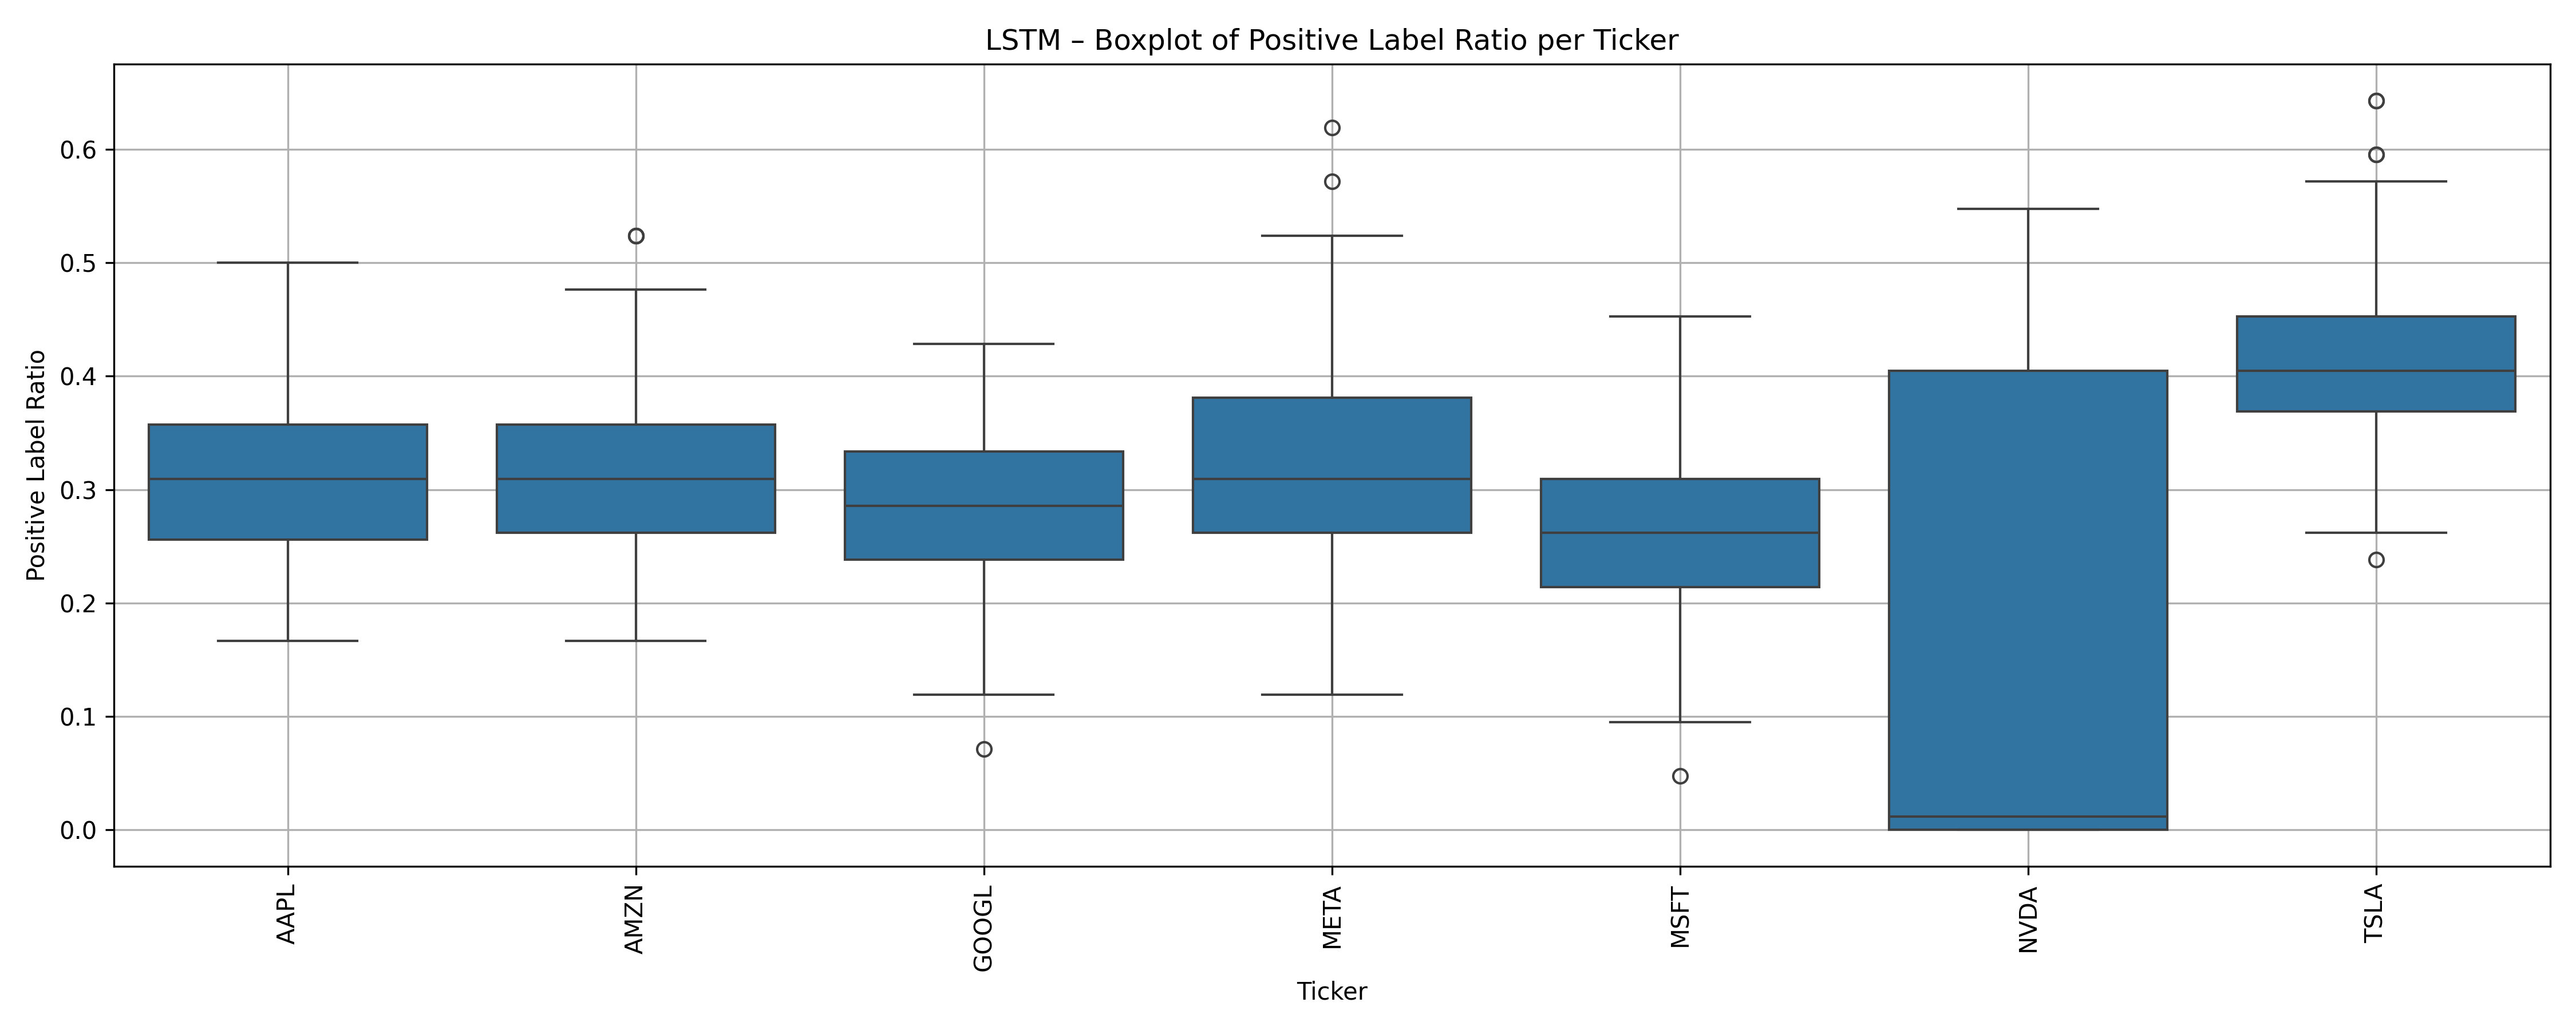 LSTM – Boxplot of Positive Label Ratio per Ticker
Positive Label Ratio
0.6
0.5
0.4
0.3
0.2
0.1
0.0
AAPL
AMZN
GOOGL
META
MSFT
NVDA
TSLA
Ticker